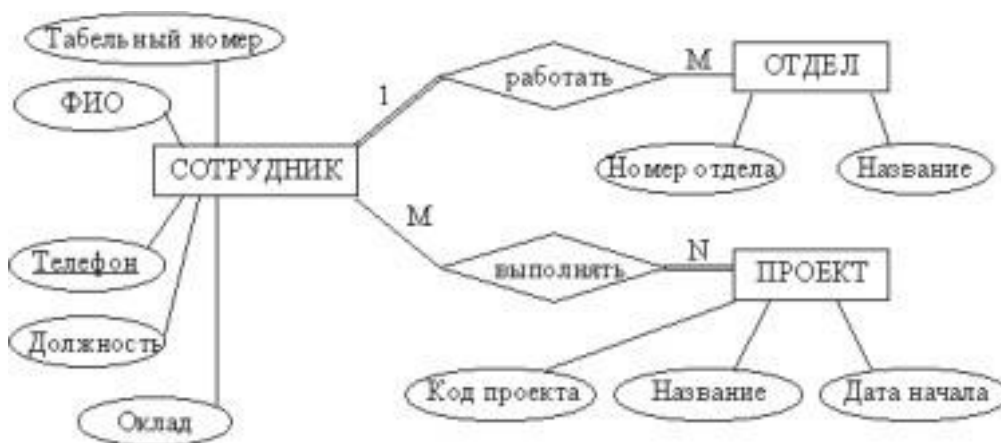 Табельный номер
ФИО
СОТРУДНИК
Телефон
Должность
Оклад
1
работать
M
ОТДЕЛ
Номер отдела
Название
M
выполнять
N
ПРОЕКТ
Код проекта
Название
Дата начала